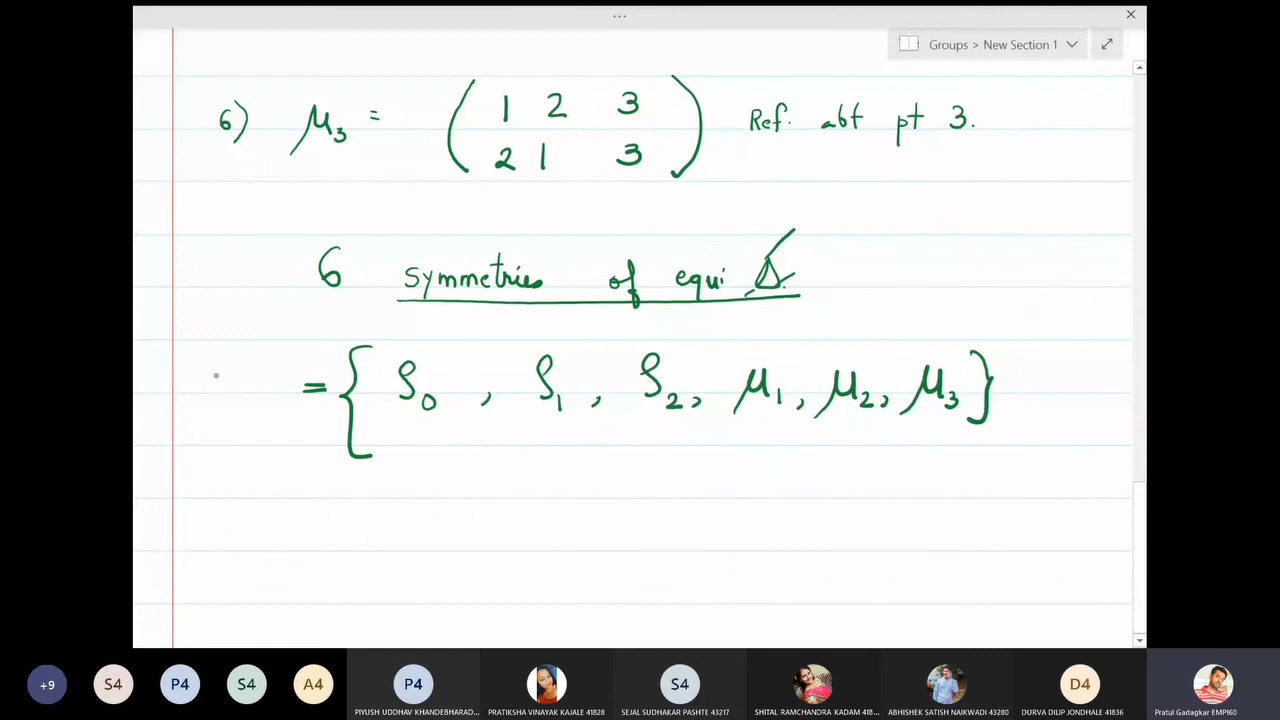 Groups > New Section 1
6) μ₃ = ( 1 2 3 Ref. abt pt 3.
2 1 3 )
6 symmetries of equi Δ.
= { ρ₀ , ρ₁ , ρ₂, μ₁, μ₂, μ₃ }
+9 S4 P4 S4 A4 P4 S4 D4
PIYUSH UDDHAV KHANDEBHARAD... PRATIKSHA VINAYAK KAJALE 41828 SEJAL SUDHAKAR PASHTE 43217 SHITAL RAMCHANDRA KADAM 418... ABHISHEK SATISH NAIKWADI 43280 DURVA DILIP JONDHALE 41836 Pratul Gadagkar EMP160